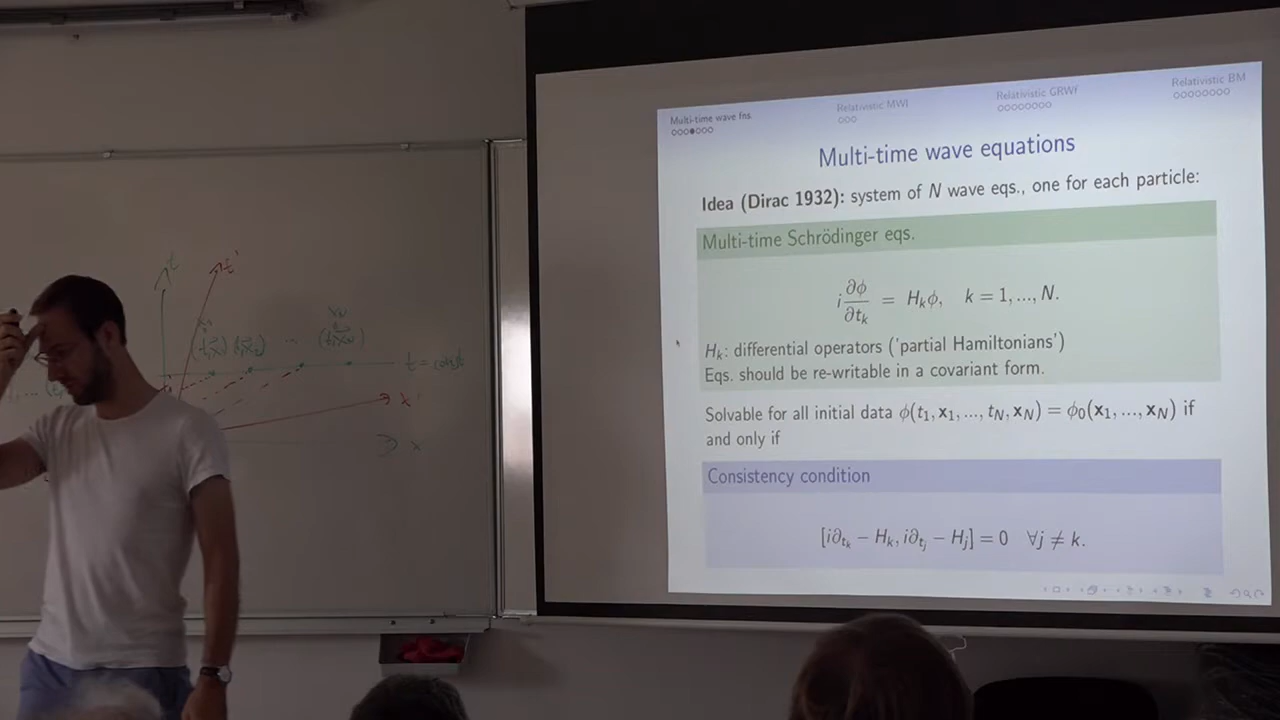 Multi-time wave fns
Relativistic MWI
Relativistic GRWf
Relativistic BM
Multi-time wave equations
Idea (Dirac 1932): system of N wave eqs., one for each particle:
Multi-time Schrödinger eqs.
i ∂φ/∂t_k = H_kφ, k = 1, ..., N.
H_k: differential operators ('partial Hamiltonians')
Eqs. should be re-writable in a covariant form.
Solvable for all initial data φ(t_1, x_1, ..., t_N, x_N) = φ_0(x_1, ..., x_N) if
and only if
Consistency condition
[i∂_{t_k} − H_k, i∂_{t_j} − H_j] = 0 ∀j ≠ k.
t
t'
t = const
x'
x